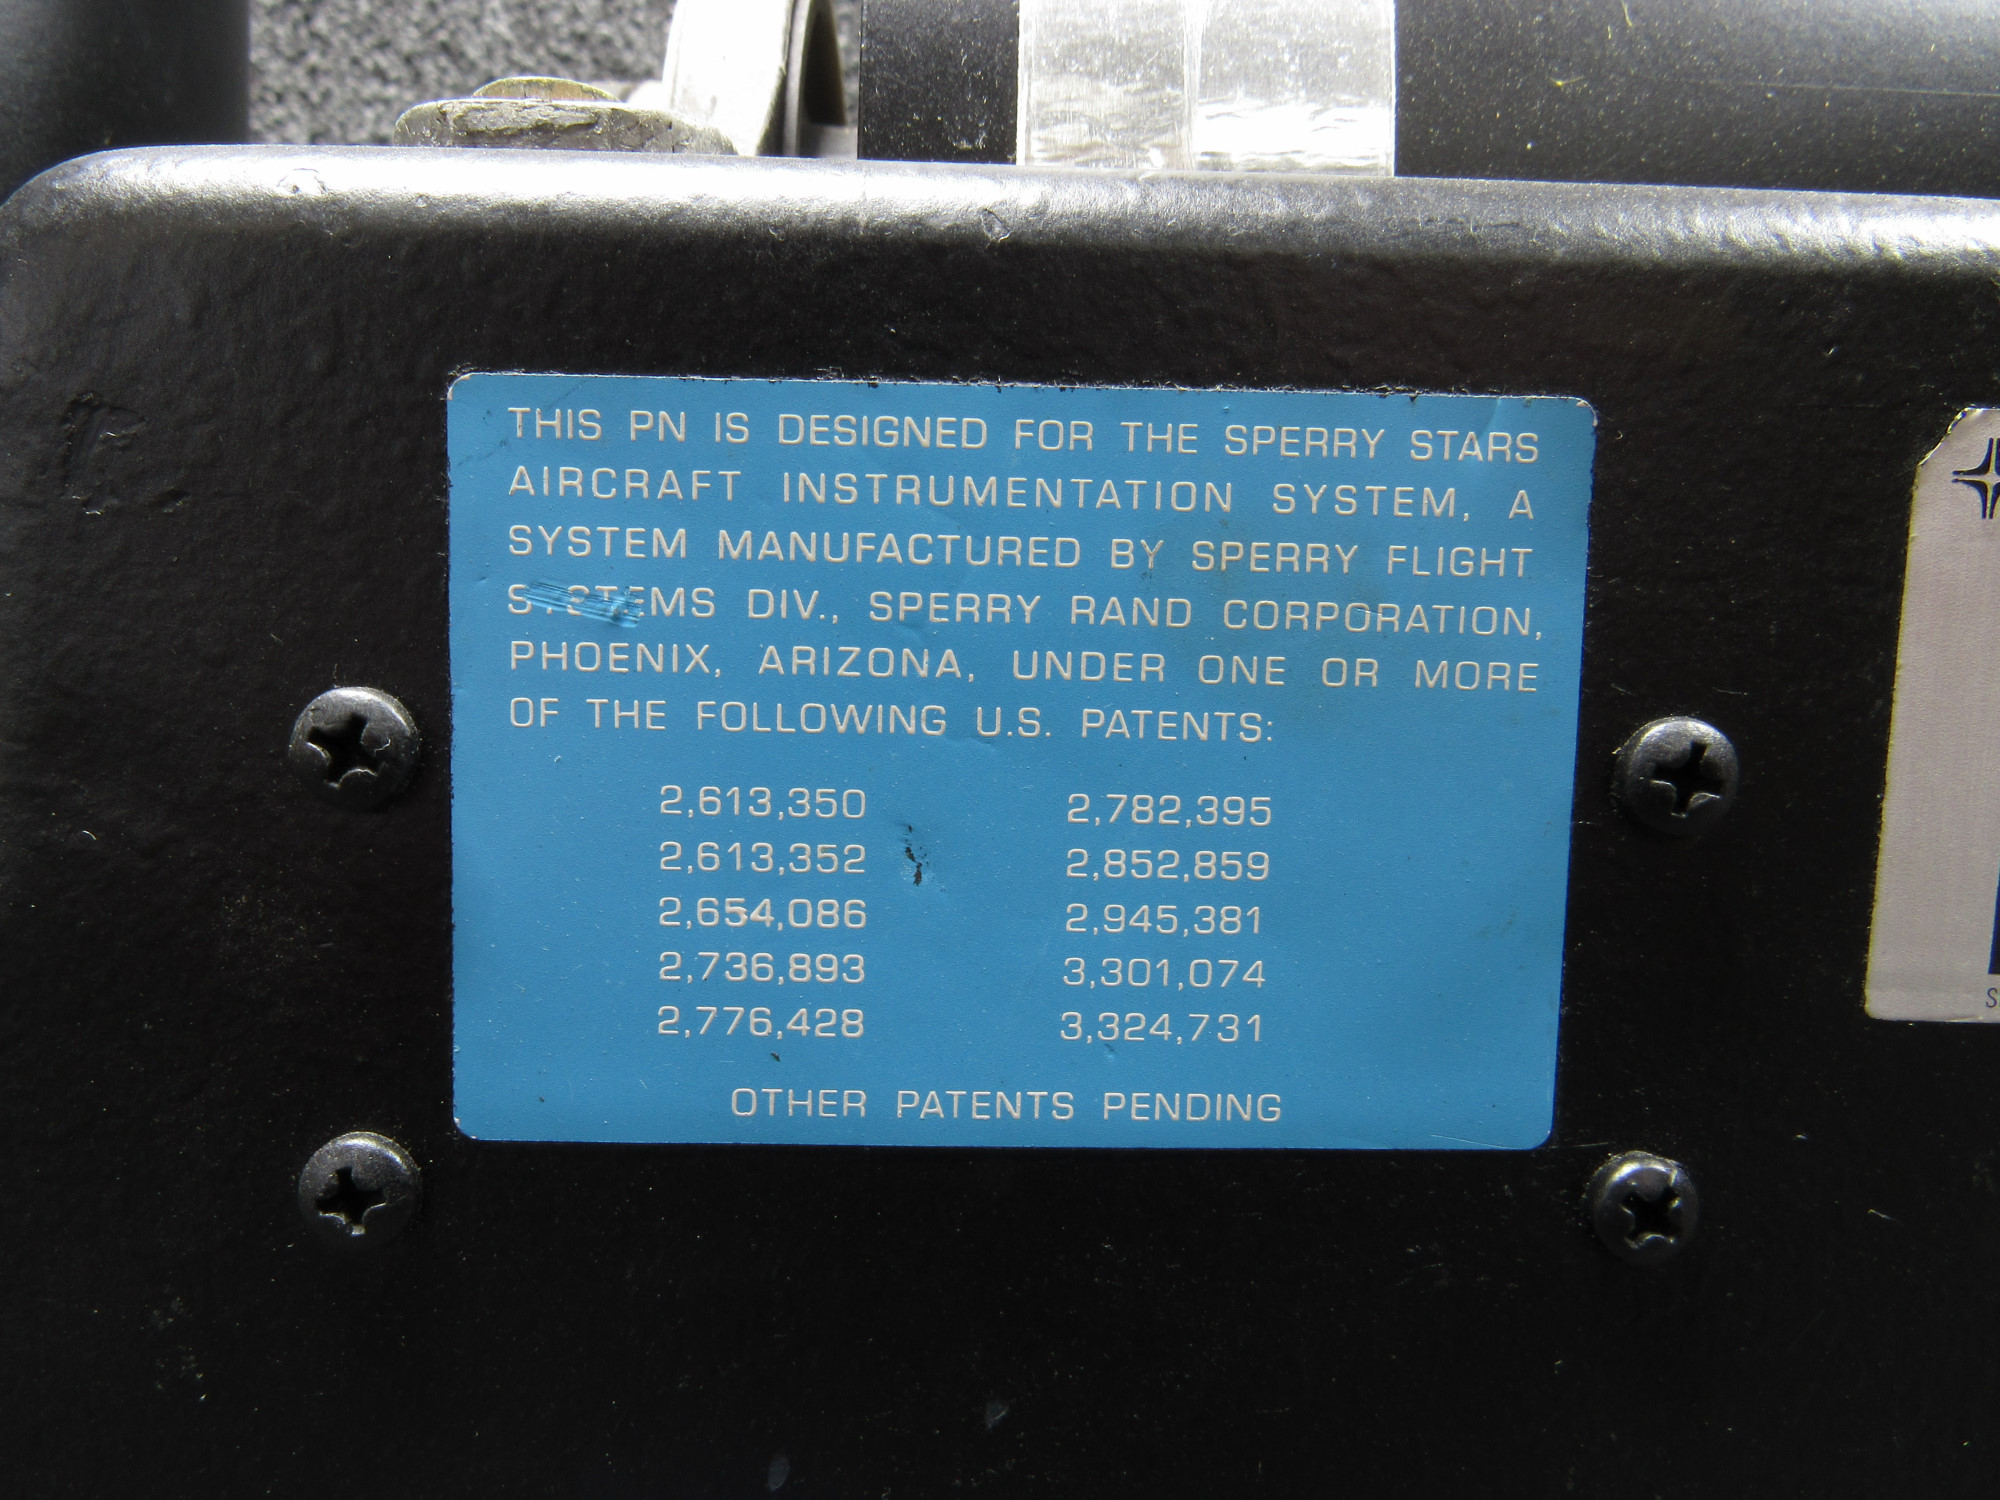 THIS PN IS DESIGNED FOR THE SPERRY STARS
AIRCRAFT INSTRUMENTATION SYSTEM, A
SYSTEM MANUFACTURED BY SPERRY FLIGHT
SYSTEMS DIV., SPERRY RAND CORPORATION,
PHOENIX, ARIZONA, UNDER ONE OR MORE
OF THE FOLLOWING U.S. PATENTS:
2,613,350 2,782,395
2,613,352 2,852,859
2,654,086 2,945,381
2,736,893 3,301,074
2,776,428 3,324,731
OTHER PATENTS PENDING